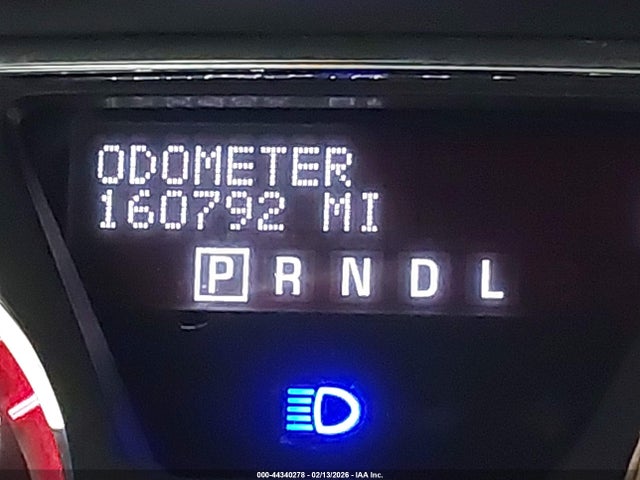 ODOMETER
160792 MI
P R N D L
000-44340278 - 02/13/2026 - IAA Inc.